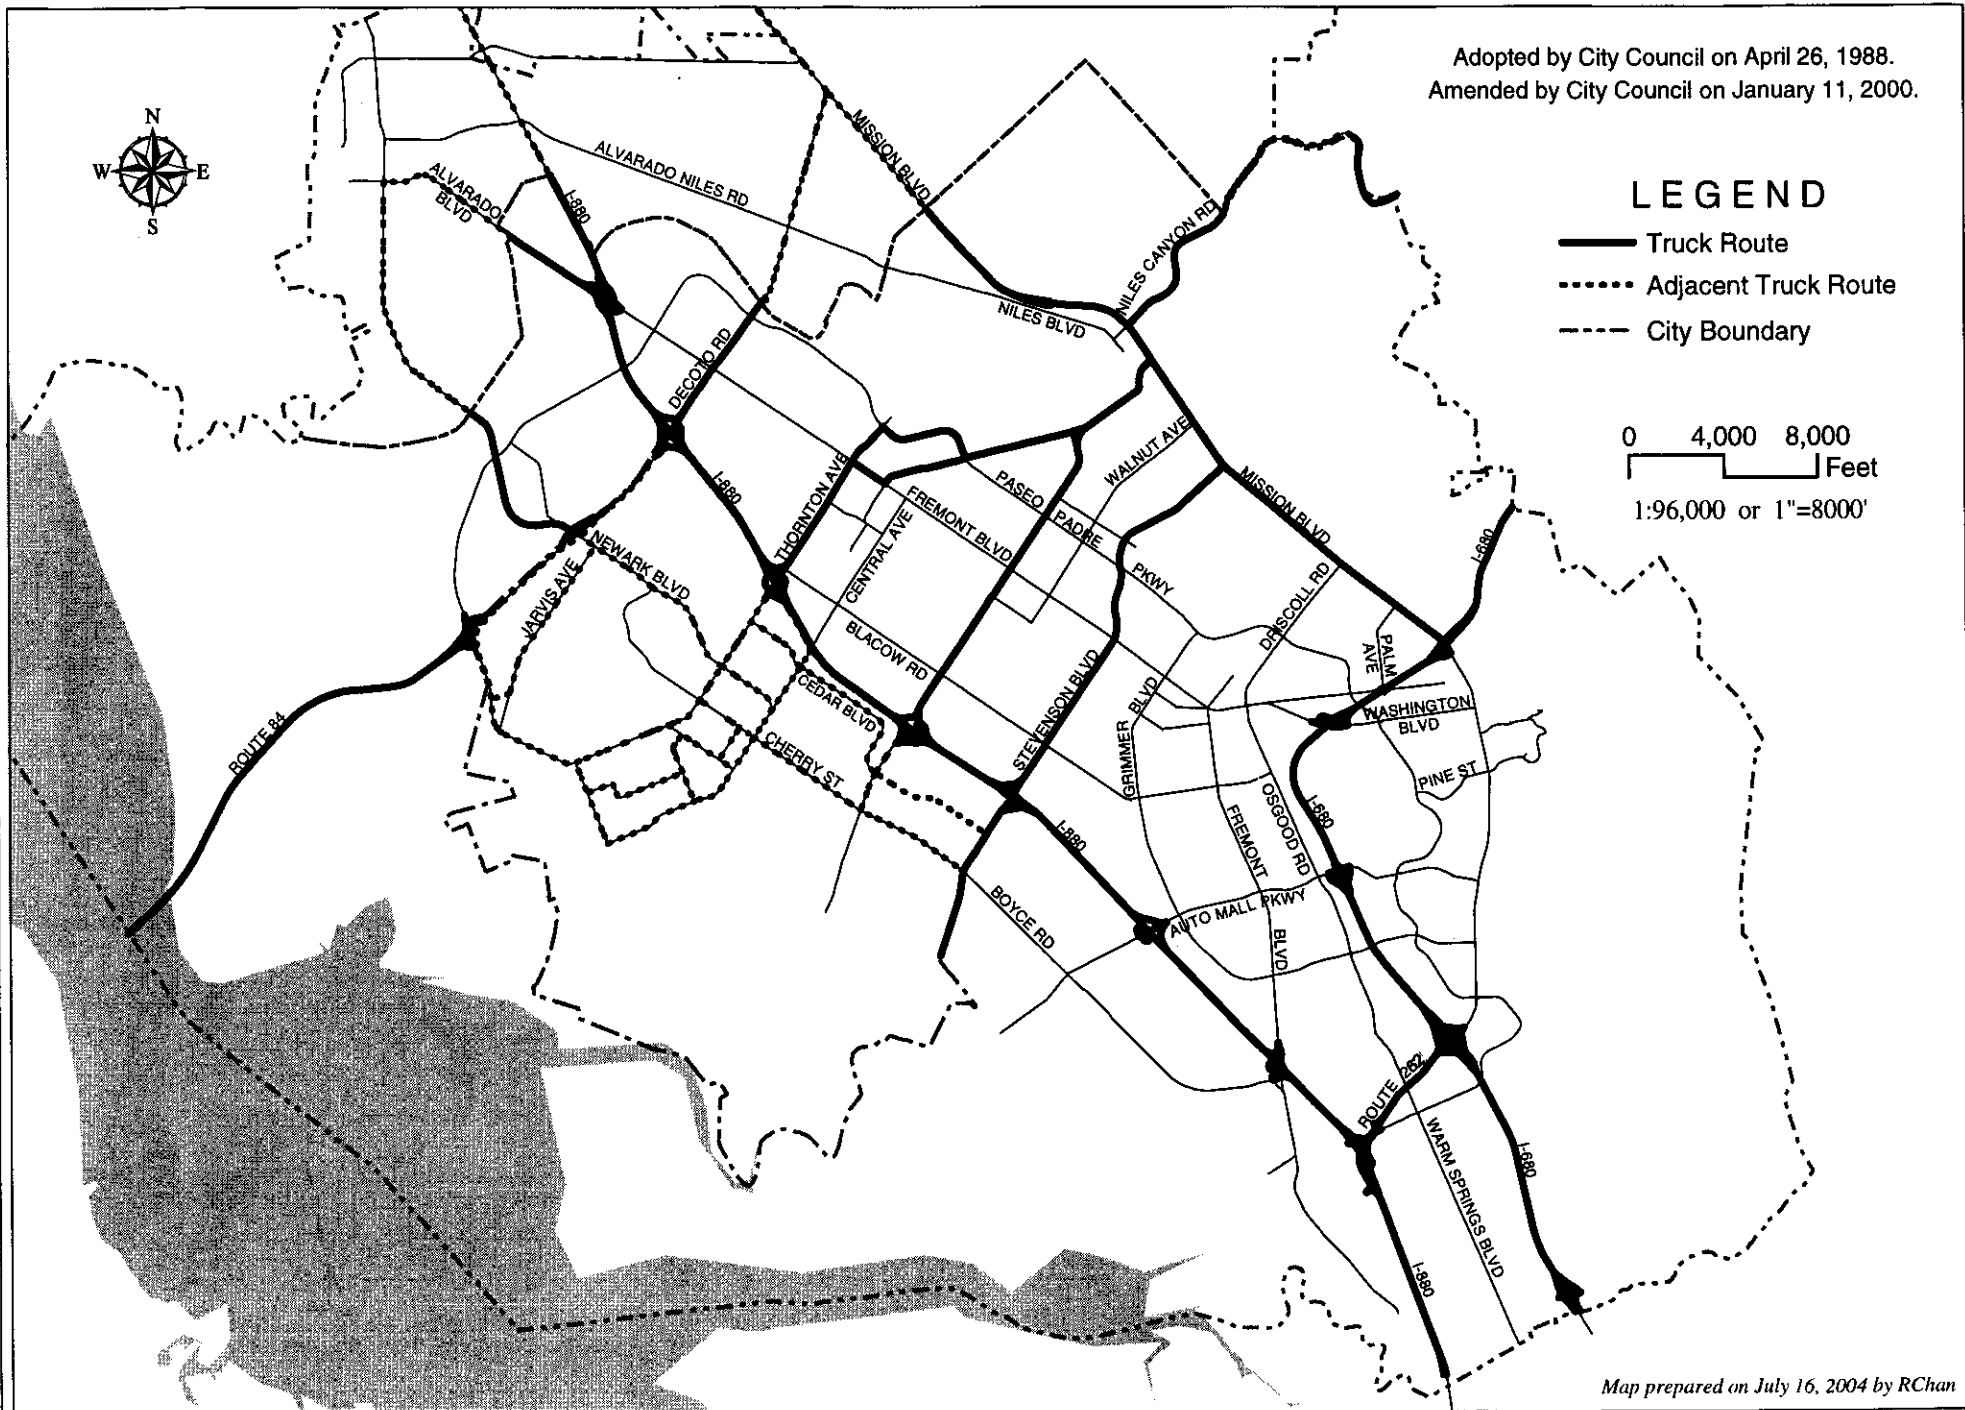 Adopted by City Council on April 26, 1988.
Amended by City Council on January 11, 2000.
N
W E
S
LEGEND
Truck Route
Adjacent Truck Route
City Boundary
0 4,000 8,000
Feet
1:96,000 or 1"=8000'
MISSION BLVD
ALVARADO NILES RD
ALVARADO
BLVD
I-880
NILES CANYON RD
NILES BLVD
DECOTO RD
WALNUT AVE
MISSION BLVD
I-880
THORNTON AVE
PASEO
PADRE
PKWY
FREMONT BLVD
CENTRAL AVE
I-680
NEWARK BLVD
JARVIS AVE
DRISCOLL RD
BLACOW RD
PALM
AVE
STEVENSON BLVD
CEDAR BLVD
GRIMMER
BLVD
WASHINGTON
BLVD
ROUTE 84
CHERRY ST
PINE ST
I-680
I-880
FREMONT
BLVD
OSGOOD RD
BOYCE RD
AUTO MALL PKWY
ROUTE 262
WARM SPRINGS BLVD
I-680
I-880
Map prepared on July 16, 2004 by RChan